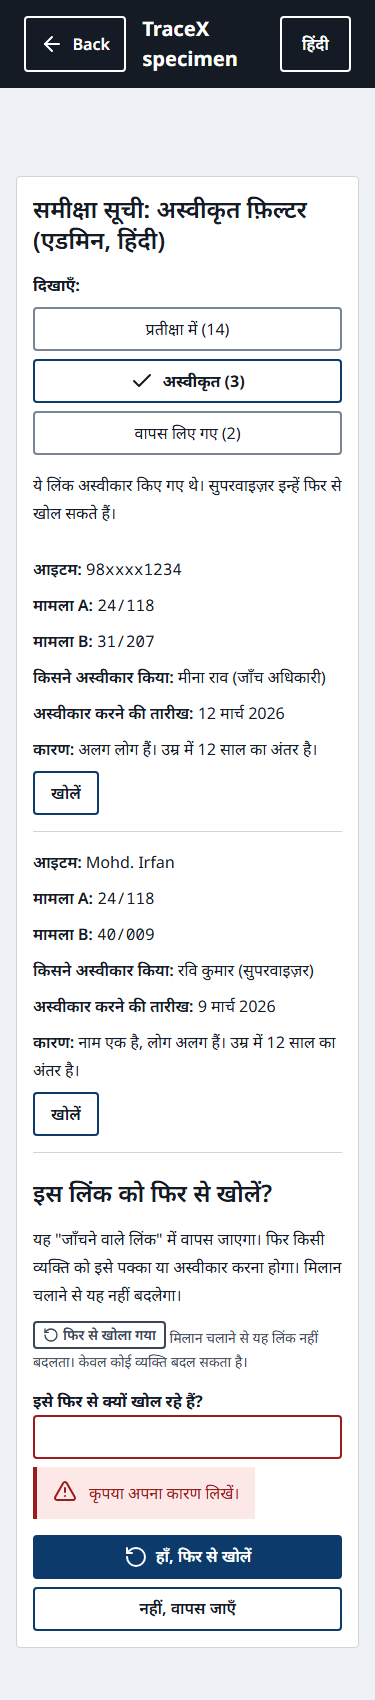 Back
TraceX
specimen
हिंदी
समीक्षा सूची: अस्वीकृत फ़िल्टर
(एडमिन, हिंदी)
दिखाएँ:
प्रतीक्षा में (14)
अस्वीकृत (3)
वापस लिए गए (2)
ये लिंक अस्वीकार किए गए थे। सुपरवाइज़र इन्हें फिर से
खोल सकते हैं।
आइटम: 98xxxx1234
मामला A: 24/118
मामला B: 31/207
किसने अस्वीकार किया: मीना राव (जाँच अधिकारी)
अस्वीकार करने की तारीख: 12 मार्च 2026
कारण: अलग लोग हैं। उम्र में 12 साल का अंतर है।
खोलें
आइटम: Mohd. Irfan
मामला A: 24/118
मामला B: 40/009
किसने अस्वीकार किया: रवि कुमार (सुपरवाइज़र)
अस्वीकार करने की तारीख: 9 मार्च 2026
कारण: नाम एक है, लोग अलग हैं। उम्र में 12 साल का
अंतर है।
खोलें
इस लिंक को फिर से खोलें?
यह "जाँचने वाले लिंक" में वापस जाएगा। फिर किसी
व्यक्ति को इसे पक्का या अस्वीकार करना होगा। मिलान
चलाने से यह नहीं बदलेगा।
फिर से खोला गया मिलान चलाने से यह लिंक नहीं
बदलता। केवल कोई व्यक्ति बदल सकता है।
इसे फिर से क्यों खोल रहे हैं?
कृपया अपना कारण लिखें।
हाँ, फिर से खोलें
नहीं, वापस जाएँ